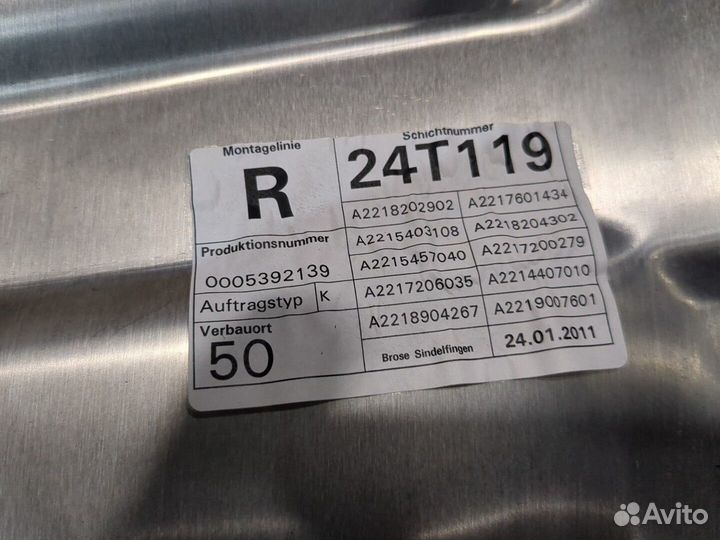 Montagelinie
R
Schichtnummer
24T119
Produktionsnummer
0005392139
Auftragstyp K
Verbauort
50
A2218202902 A2217601434
A2215403108 A2218204302
A2215457040 A2217200279
A2217206035 A2214407010
A2218904267 A2219007601
Brose Sindelfingen 24.01.2011
Avito